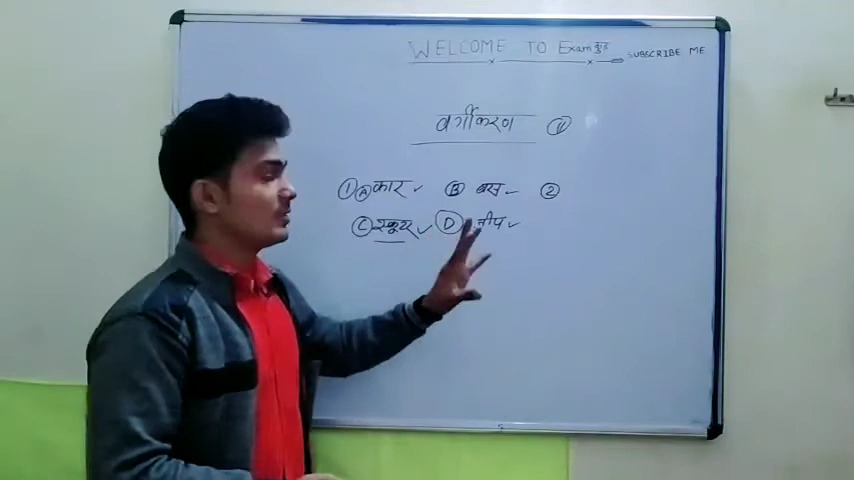 WELCOME TO Exam गुरु SUBSCRIBE ME
वर्गीकरण ①
① Ⓐ कार ✓ Ⓑ बस ✓ ②
Ⓒ स्कूटर ✓ Ⓓ जीप ✓